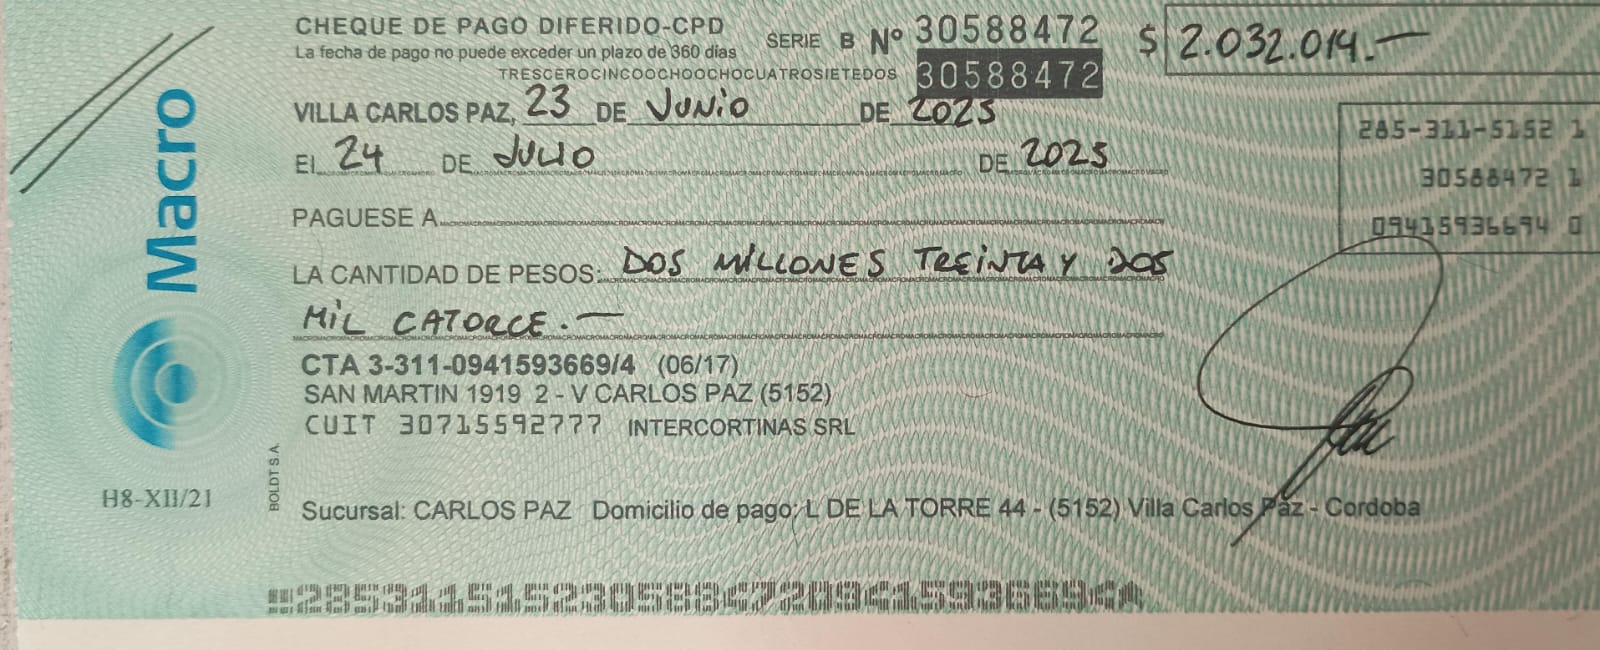 CHEQUE DE PAGO DIFERIDO-CPD
La fecha de pago no puede exceder un plazo de 360 días
SERIE B Nº 30588472
$ 2.032.014.—
TRESCEROCINCOOCHOOCHOCUATROSIETEDOS 30588472
VILLA CARLOS PAZ, 23 DE JUNIO DE 2025
EL 24 DE JULIO DE 2025
285-311-5152 1
30588472 1
09415936694 0
PAGUESE A
LA CANTIDAD DE PESOS: DOS MILLONES TREINTA Y DOS
MIL CATORCE.—
CTA 3-311-0941593669/4 (06/17)
SAN MARTIN 1919 2 - V CARLOS PAZ (5152)
CUIT 30715592777 INTERCORTINAS SRL
Sucursal: CARLOS PAZ Domicilio de pago: L DE LA TORRE 44 - (5152) Villa Carlos Paz - Cordoba
Macro
H8-XII/21
BOLDT S.A.
28531151523058847209415936694